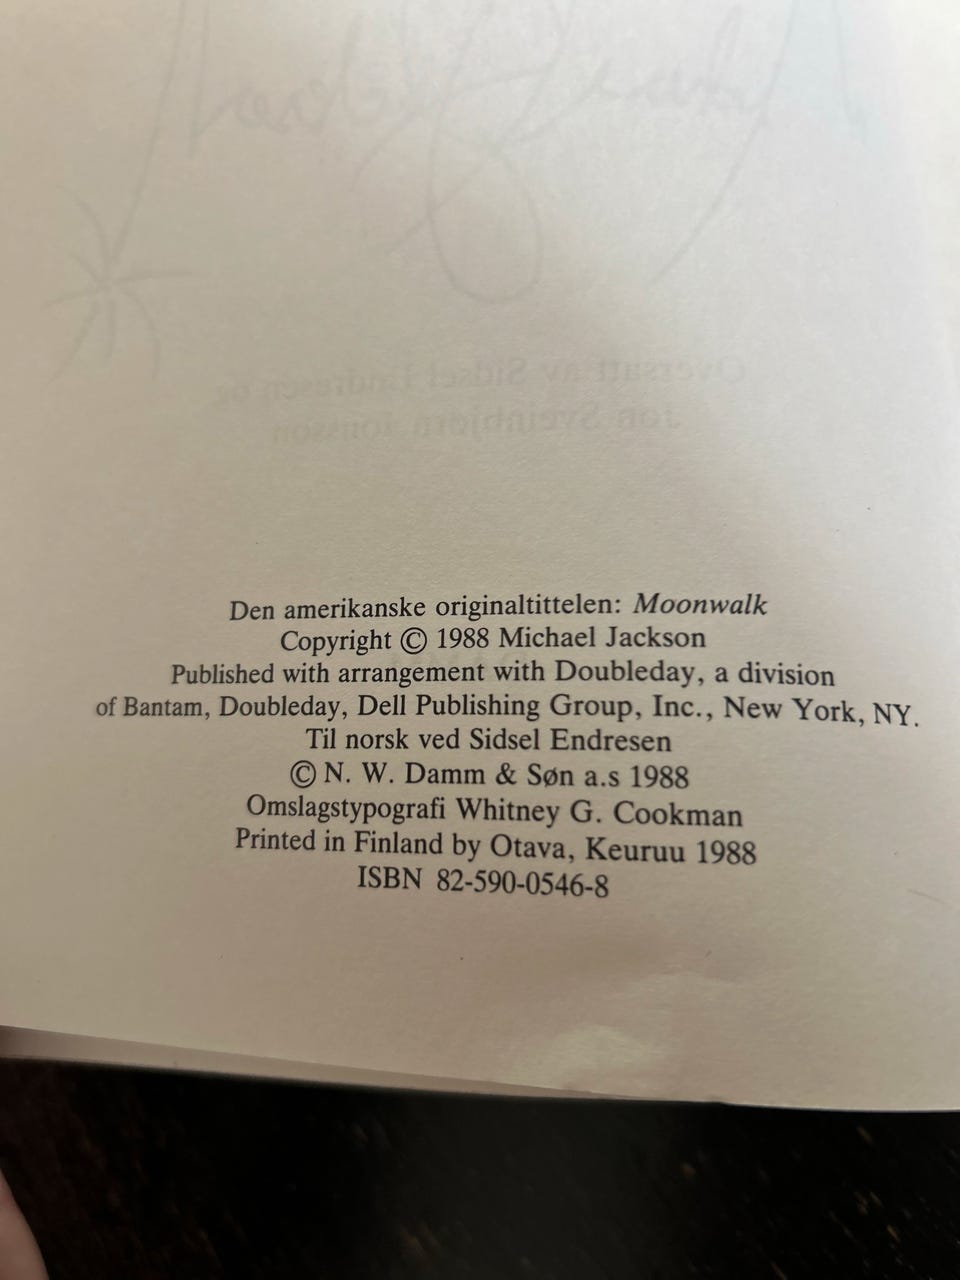 Den amerikanske originaltittelen: Moonwalk
Copyright © 1988 Michael Jackson
Published with arrangement with Doubleday, a division
of Bantam, Doubleday, Dell Publishing Group, Inc., New York, NY.
Til norsk ved Sidsel Endresen
© N. W. Damm & Søn a.s 1988
Omslagstypografi Whitney G. Cookman
Printed in Finland by Otava, Keuruu 1988
ISBN 82-590-0546-8